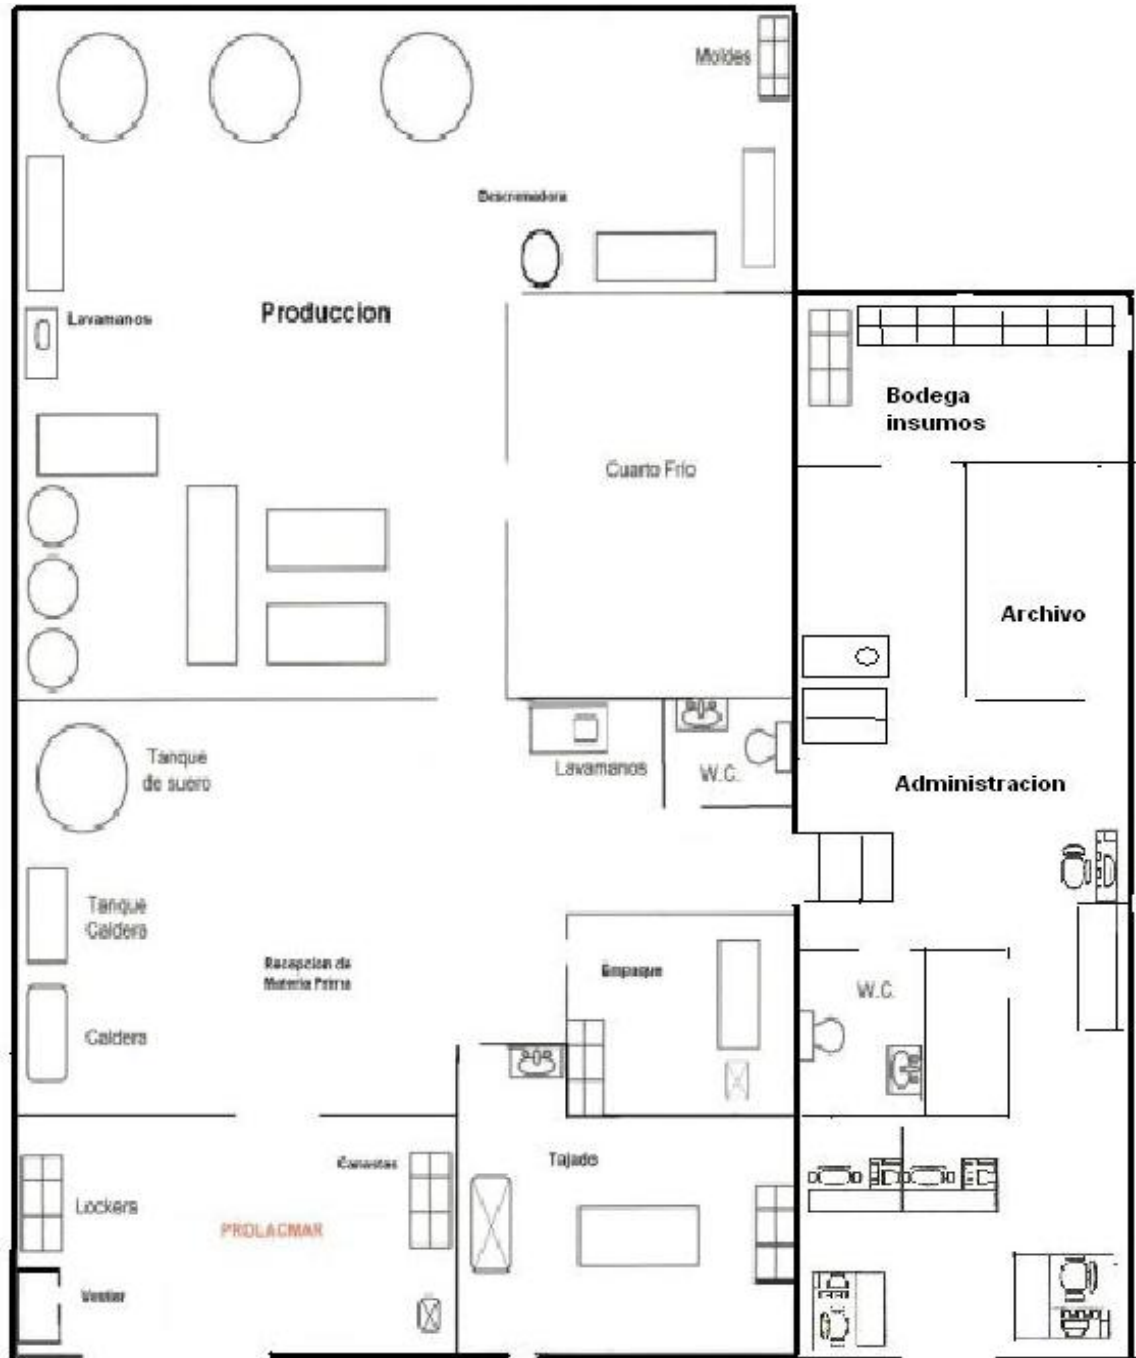 Moldes
Descremadora
Produccion
Lavamanos
Bodega
insumos
Cuarto Frio
Archivo
Tanque
de suero
Lavamanos
W.C.
Administracion
Tanque
Caldera
Recepcion de
Materia Prima
Empaque
W.C.
Caldera
Canastas
Tajado
Lockers
PROLACMAR
Vestier